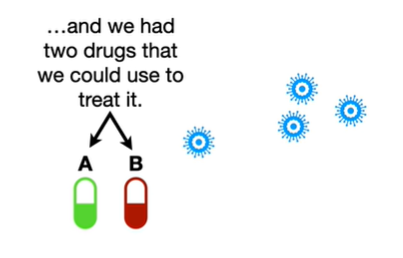 …and we had
two drugs that
we could use to
treat it.
A B